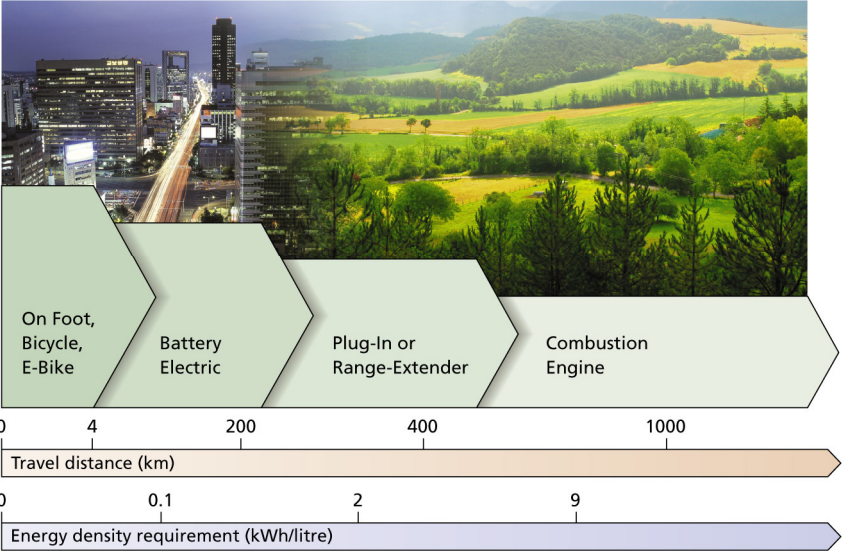 On Foot,
Bicycle,
E-Bike
Battery
Electric
Plug-In or
Range-Extender
Combustion
Engine
0 4 200 400 1000
Travel distance (km)
0 0.1 2 9
Energy density requirement (kWh/litre)